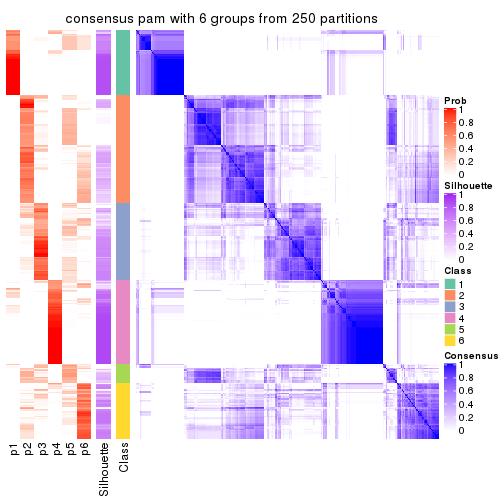 consensus pam with 6 groups from 250 partitions
Prob
1
0.8
0.6
0.4
0.2
0
Silhouette
1
0.8
0.6
0.4
0.2
0
Class
1
2
3
4
5
6
Consensus
1
0.8
0.6
0.4
0.2
0
p1
p2
p3
p4
p5
p6
Silhouette
Class